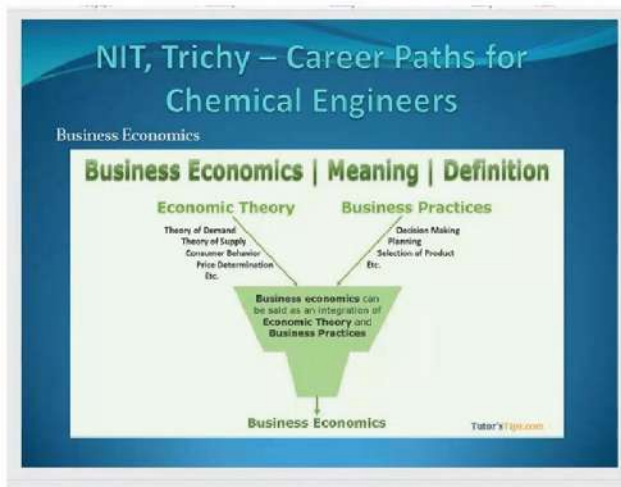 NIT, Trichy – Career Paths for
Chemical Engineers
Business Economics
Business Economics | Meaning | Definition
Economic Theory
Theory of Demand
Theory of Supply
Consumer Behavior
Price Determination
Etc.
Business Practices
Decision Making
Planning
Selection of Product
Etc.
Business economics can
be said as an integration of
Economic Theory and
Business Practices
Business Economics
Tutor'sTips.com